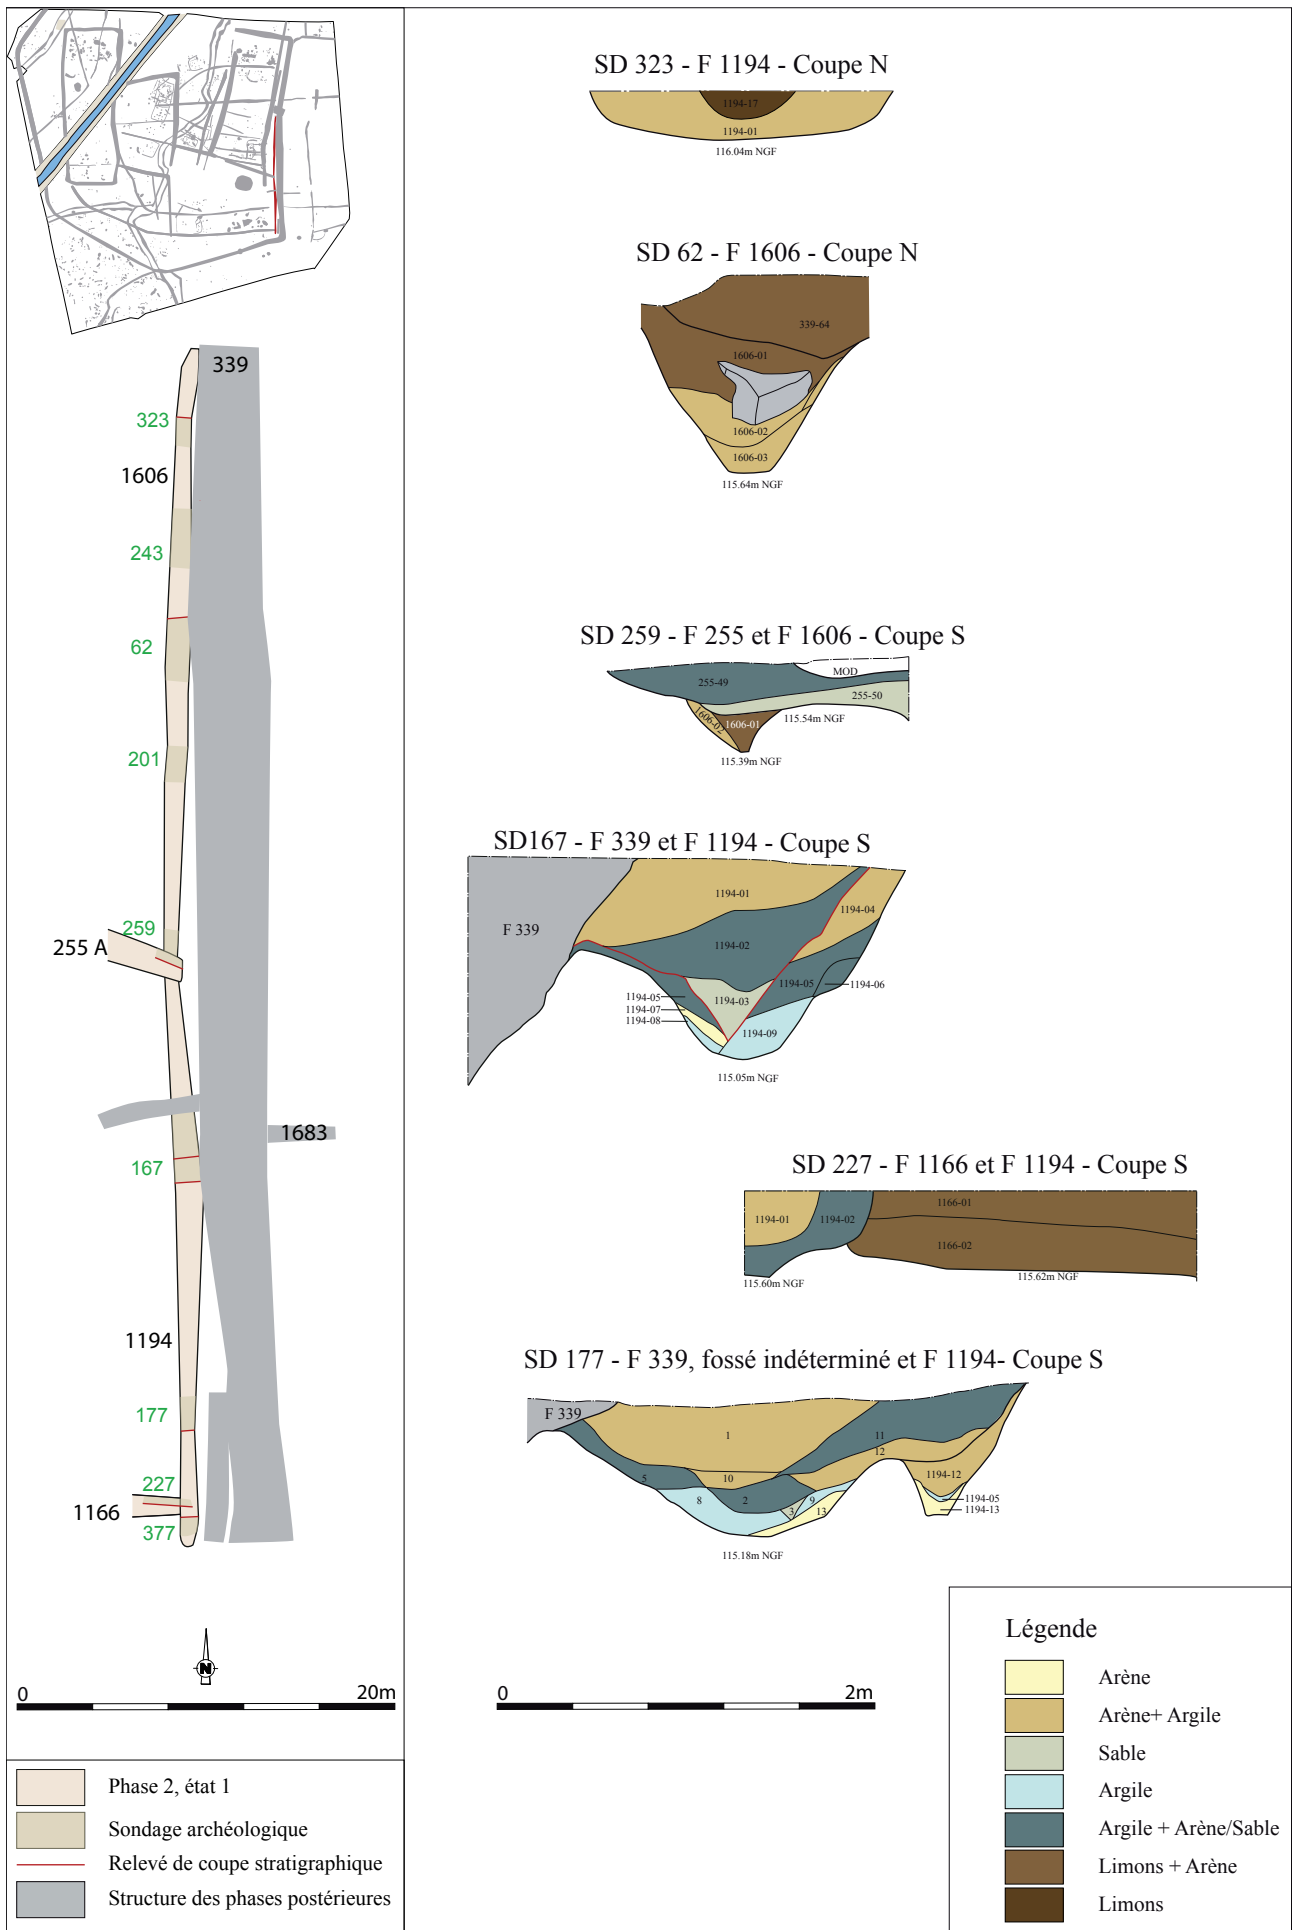 339
323
1606
243
62
201
259
255 A
1683
167
1194
177
227
1166
377
N
0 20m
Phase 2, état 1
Sondage archéologique
Relevé de coupe stratigraphique
Structure des phases postérieures
SD 323 - F 1194 - Coupe N
1194-17
1194-01
116.04m NGF
SD 62 - F 1606 - Coupe N
339-64
1606-01
1606-02
1606-03
115.64m NGF
SD 259 - F 255 et F 1606 - Coupe S
MOD
255-49
255-50
1606-02
1606-01
115.54m NGF
115.39m NGF
SD167 - F 339 et F 1194 - Coupe S
1194-01
1194-04
F 339
1194-02
1194-05
1194-06
1194-05
1194-03
1194-07
1194-08
1194-09
115.05m NGF
SD 227 - F 1166 et F 1194 - Coupe S
1166-01
1194-01
1194-02
1166-02
115.60m NGF
115.62m NGF
SD 177 - F 339, fossé indéterminé et F 1194- Coupe S
F 339
1
11
12
5
10
1194-12
8
2
9
1194-05
3
13
1194-13
115.18m NGF
0 2m
Légende
Arène
Arène+ Argile
Sable
Argile
Argile + Arène/Sable
Limons + Arène
Limons